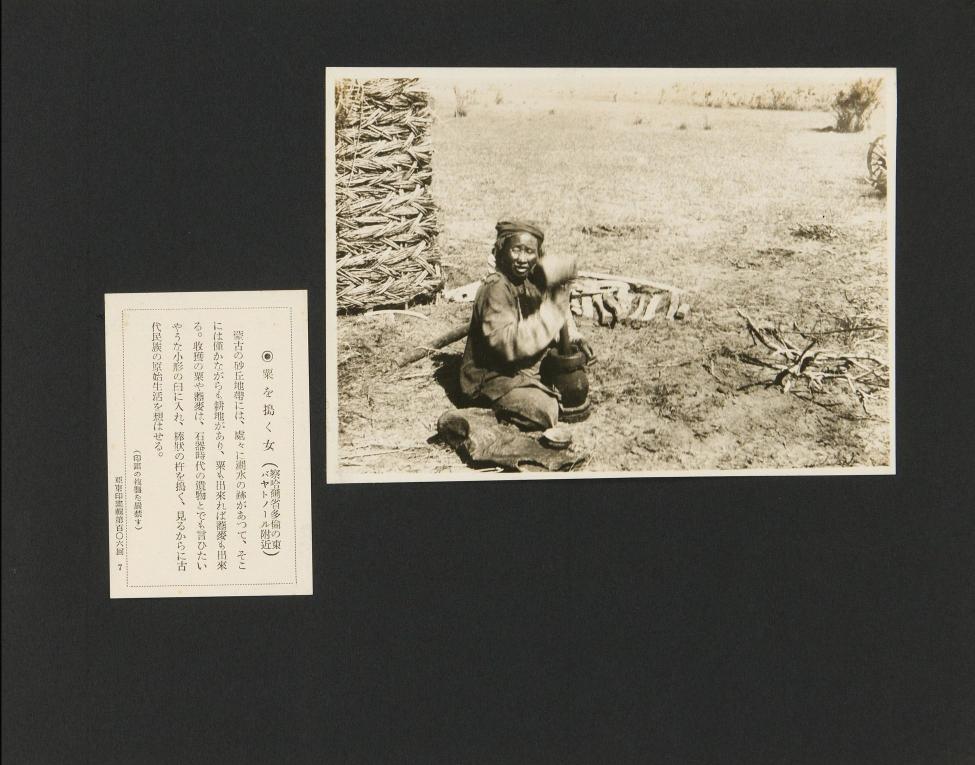 ◉ 粟を搗く女 (察哈爾省多倫の東バヤトノール附近)
蒙古の砂丘地帶には、處々に湖水の跡があつて、そこ
には僅かながらも耕地があり、粟も出來れば蕎麥も出來
る。收穫の粟や蕎麥は、石器時代の遺物とでも言ひたい
やうな小形の臼に入れ、棒狀の杵を搗く、見るからに古
代民族の原始生活を想はせる。
(印畫の複製を嚴禁す)
亞東印畫輯第百〇六回 7